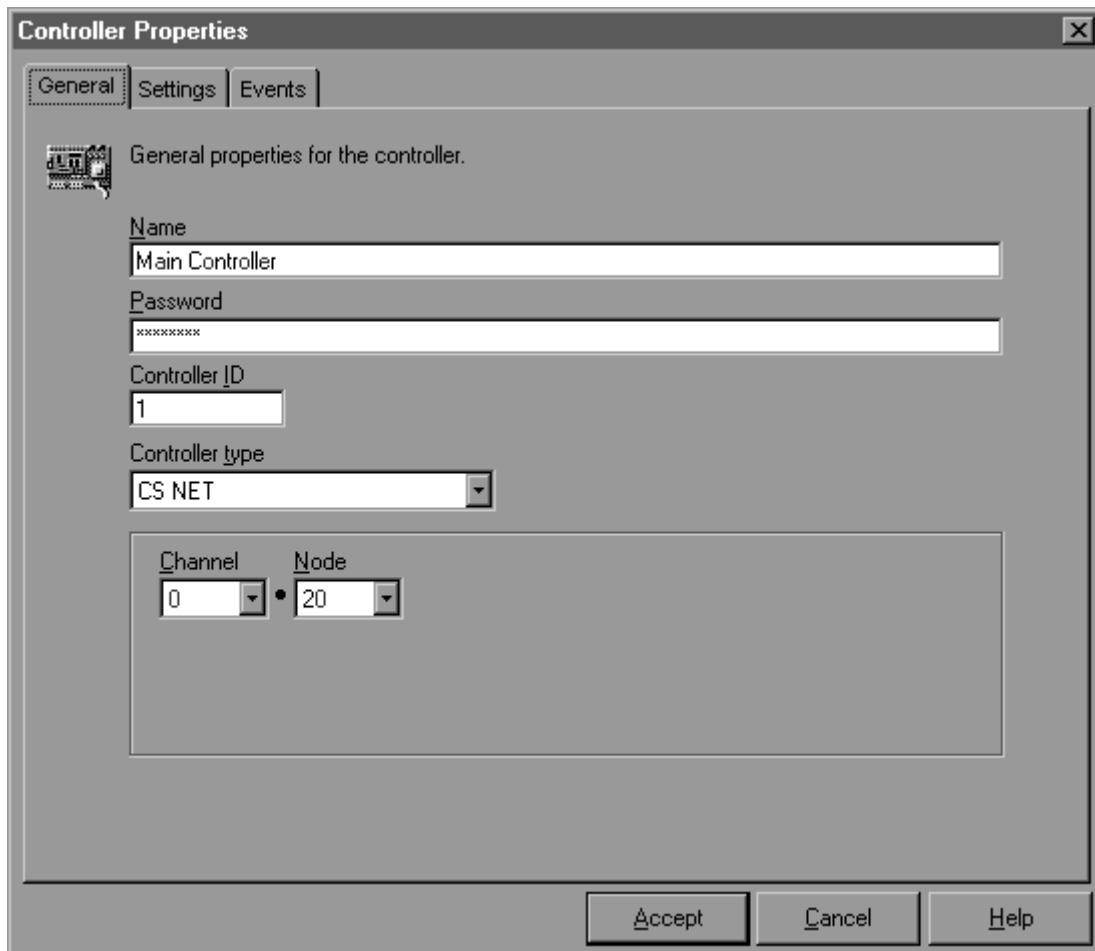 Controller Properties
General Settings Events
General properties for the controller.
Name
Main Controller
Password
********
Controller ID
1
Controller type
CS NET
Channel Node
0 • 20
Accept Cancel Help